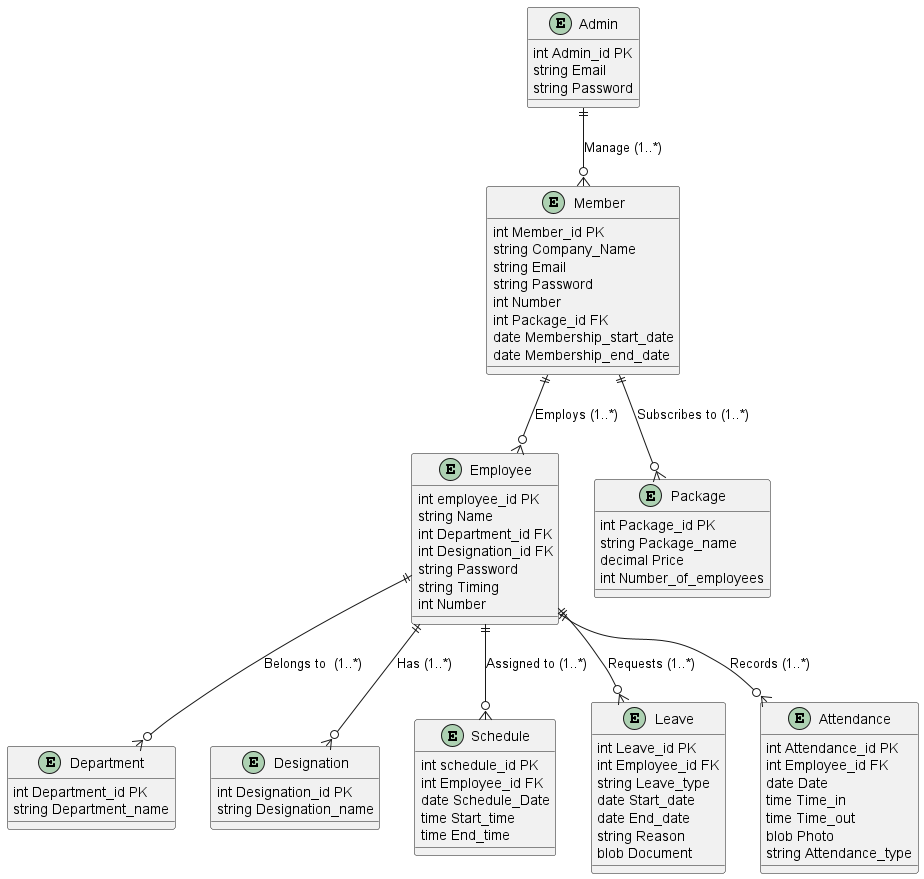 E Admin
int Admin_id PK
string Email
string Password
Manage (1..*)
E Member
int Member_id PK
string Company_Name
string Email
string Password
int Number
int Package_id FK
date Membership_start_date
date Membership_end_date
Employs (1..*)
Subscribes to (1..*)
E Employee
int employee_id PK
string Name
int Department_id FK
int Designation_id FK
string Password
string Timing
int Number
E Package
int Package_id PK
string Package_name
decimal Price
int Number_of_employees
Belongs to  (1..*)
Has (1..*)
Assigned to (1..*)
Requests (1..*)
Records (1..*)
E Department
int Department_id PK
string Department_name
E Designation
int Designation_id PK
string Designation_name
E Schedule
int schedule_id PK
int Employee_id FK
date Schedule_Date
time Start_time
time End_time
E Leave
int Leave_id PK
int Employee_id FK
string Leave_type
date Start_date
date End_date
string Reason
blob Document
E Attendance
int Attendance_id PK
int Employee_id FK
date Date
time Time_in
time Time_out
blob Photo
string Attendance_type